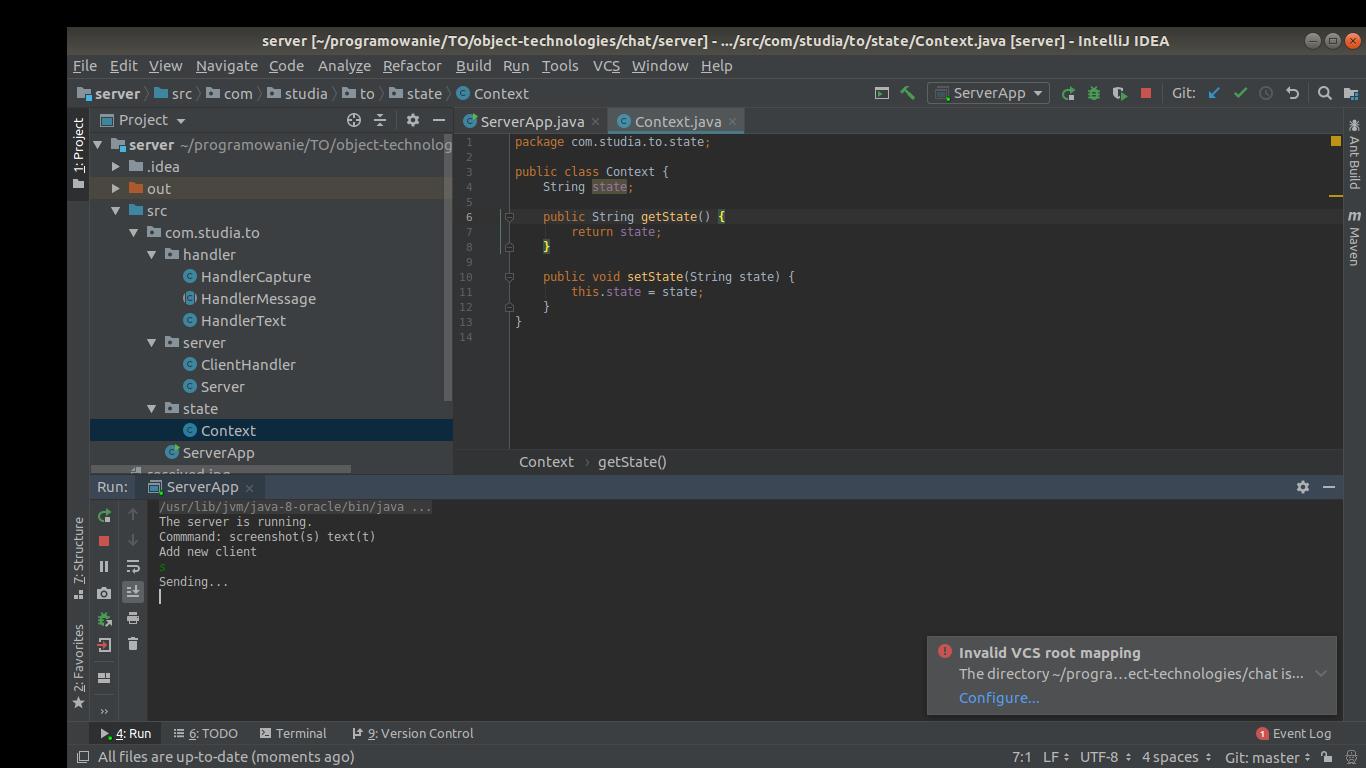 server [~/programowanie/TO/object-technologies/chat/server] - .../src/com/studia/to/state/Context.java [server] - IntelliJ IDEA
File Edit View Navigate Code Analyze Refactor Build Run Tools VCS Window Help
server src com studia to state Context ServerApp Git:
1: Project
Project
ServerApp.java Context.java
server ~/programowanie/TO/object-technolog
.idea
out
src
com.studia.to
handler
HandlerCapture
HandlerMessage
HandlerText
server
ClientHandler
Server
state
Context
ServerApp
received.jpg
1 package com.studia.to.state;
2
3 public class Context {
4 String state;
5
6 public String getState() {
7 return state;
8 }
9
10 public void setState(String state) {
11 this.state = state;
12 }
13 }
14
Context getState()
Ant Build
m Maven
Run: ServerApp
/usr/lib/jvm/java-8-oracle/bin/java ...
The server is running.
Commmand: screenshot(s) text(t)
Add new client
s
Sending...
7: Structure
2: Favorites
Invalid VCS root mapping
The directory ~/progra...ect-technologies/chat is...
Configure...
4: Run 6: TODO Terminal 9: Version Control 1 Event Log
All files are up-to-date (moments ago) 7:1 LF UTF-8 4 spaces Git: master